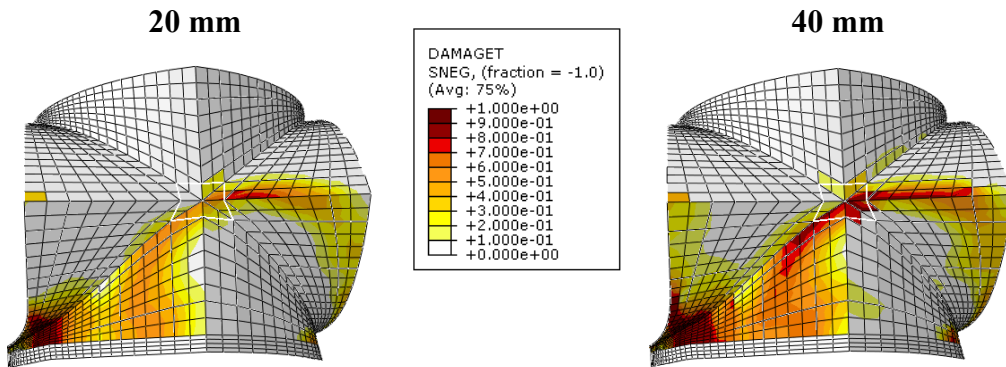 20 mm
40 mm
DAMAGET
SNEG, (fraction = -1.0)
(Avg: 75%)
+1.000e+00
+9.000e-01
+8.000e-01
+7.000e-01
+6.000e-01
+5.000e-01
+4.000e-01
+3.000e-01
+2.000e-01
+1.000e-01
+0.000e+00